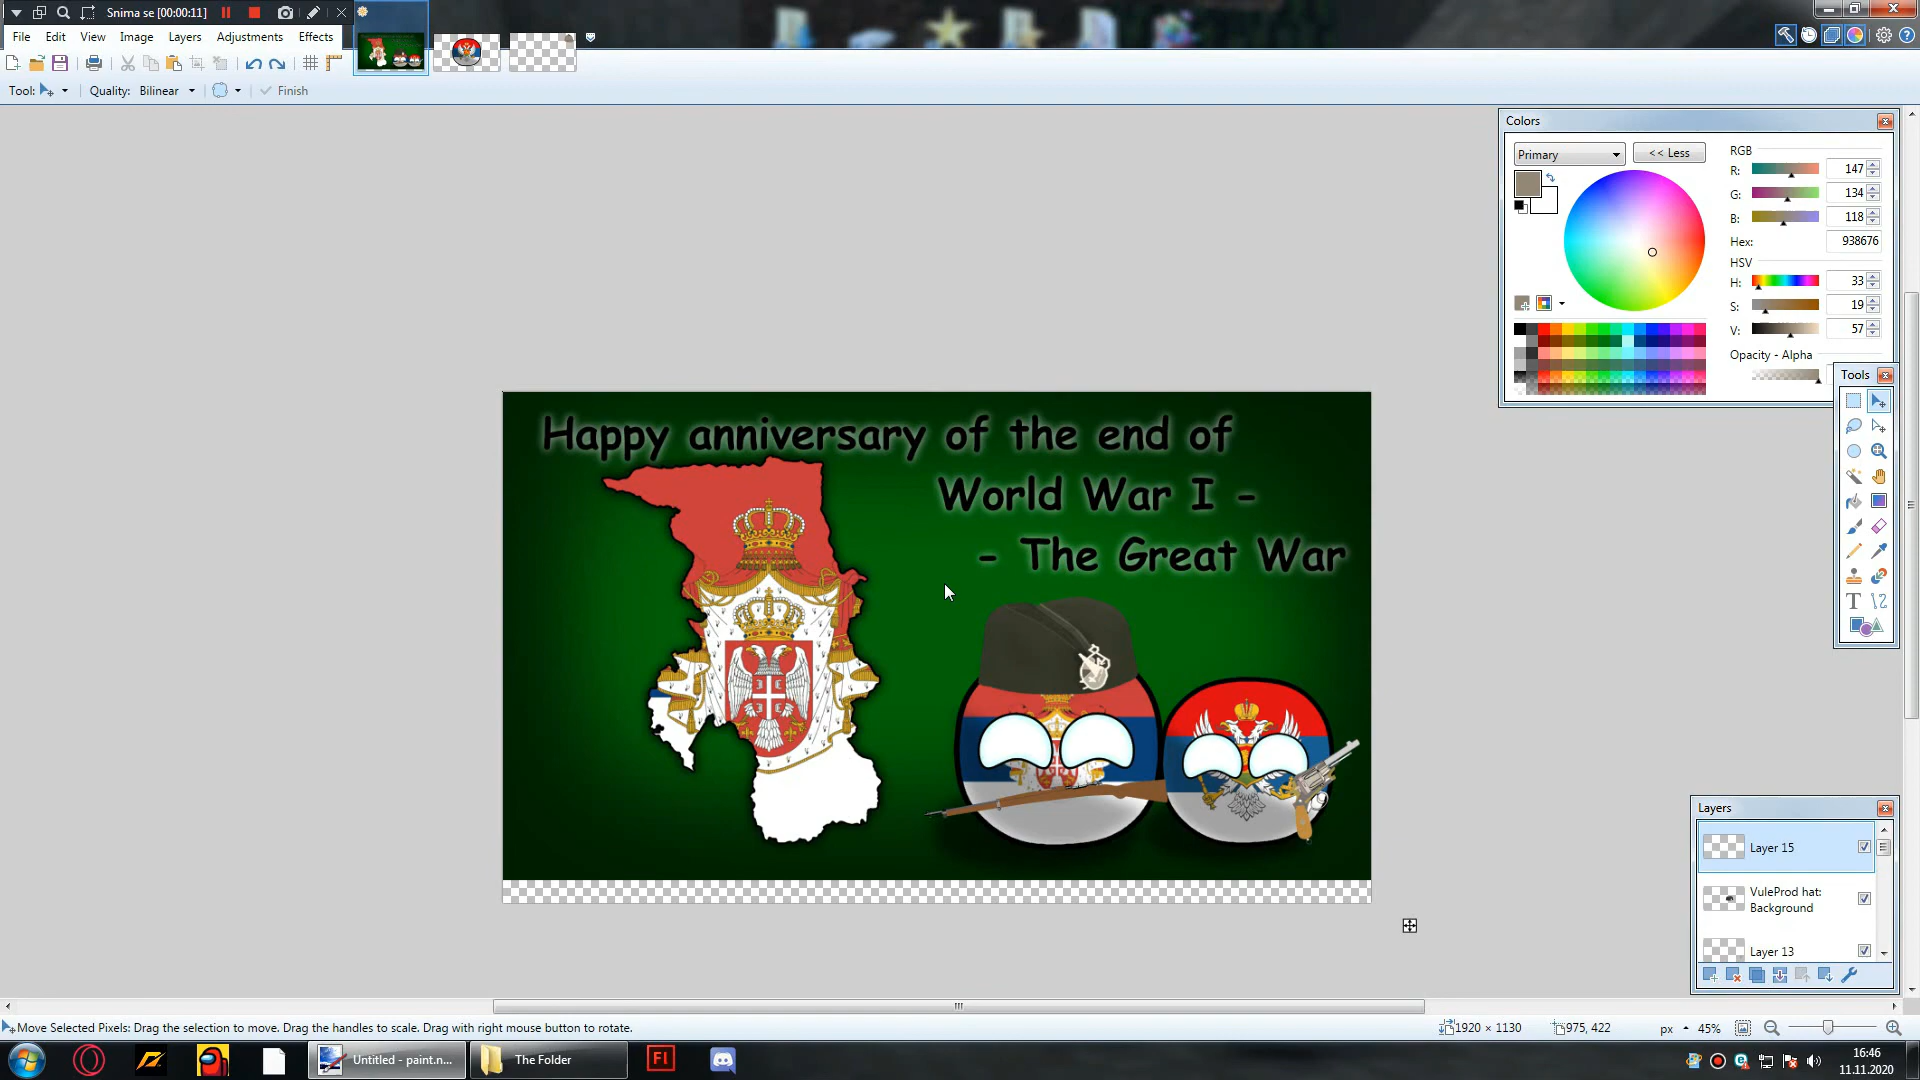 Snima se [00:00:11]
File Edit View Image Layers Adjustments Effects
Tool: Quality: Bilinear Finish
Colors
Primary << Less
RGB
R: 147
G: 134
B: 118
Hex: 938676
HSV
H: 33
S: 19
V: 57
Opacity - Alpha
Tools
Happy anniversary of the end of
World War I -
- The Great War
Layers
Layer 15
VuleProd hat:
Background
Layer 13
Move Selected Pixels: Drag the selection to move. Drag the handles to scale. Drag with right mouse button to rotate.
1920 × 1130 975, 422 px 45%
Untitled - paint.n... The Folder Fl
16:46
11.11.2020